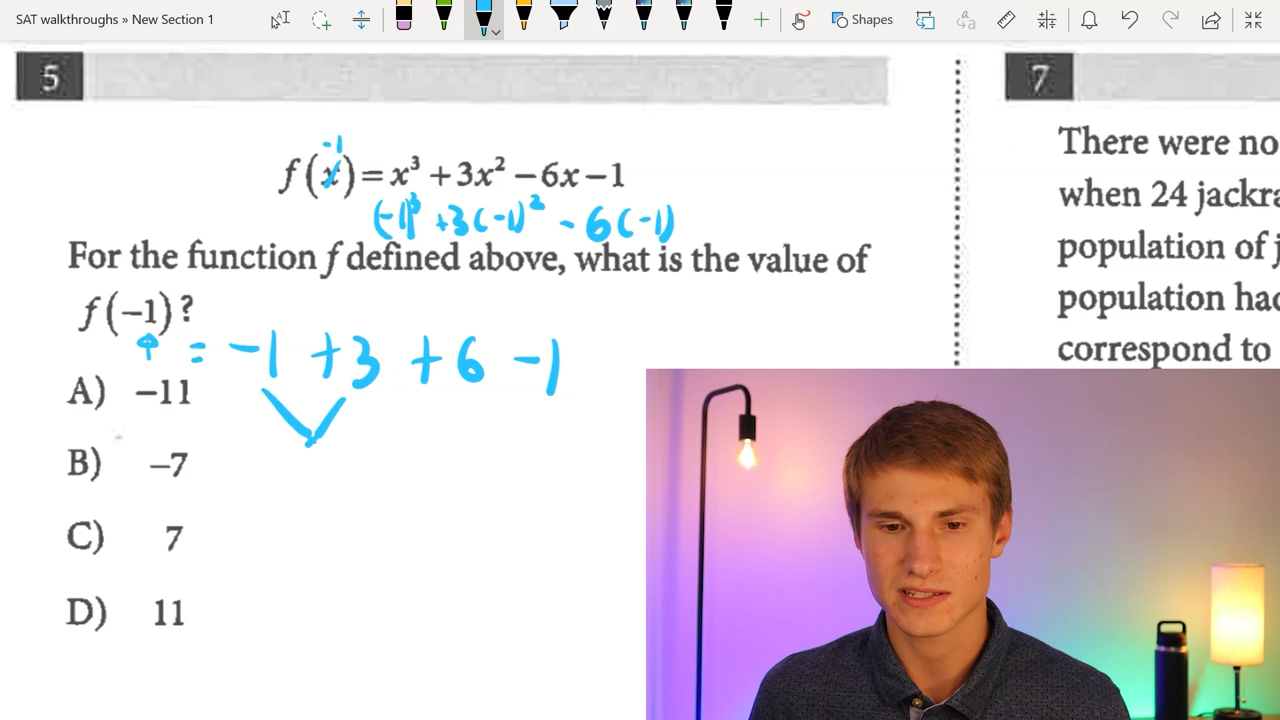 SAT walkthroughs » New Section 1
Shapes
5
-1
f(x) = x³ + 3x² − 6x − 1
(-1)³ +3(-1)² - 6(-1)
For the function f defined above, what is the value of
f(−1)?
= -1 +3 +6 -1
A) −11
B) −7
C) 7
D) 11
7
There were no
when 24 jackra
population of j
population had
correspond to